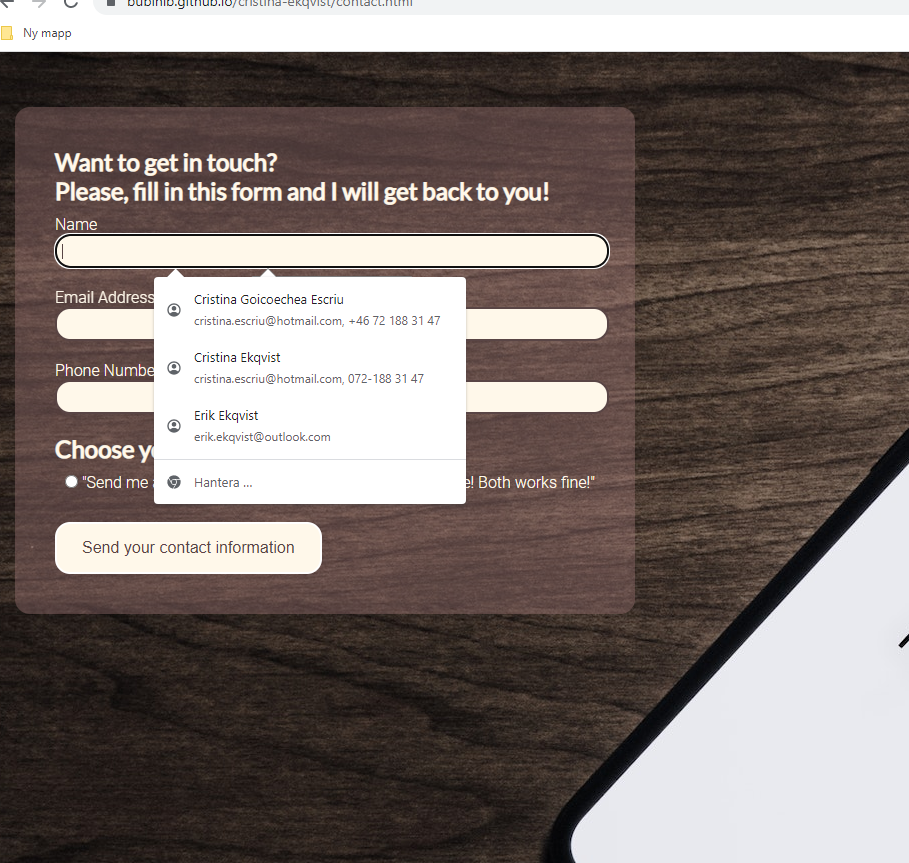 bubinib.github.io/cristina-ekqvist/contact.html
Ny mapp
Want to get in touch?
Please, fill in this form and I will get back to you!
Name
Email Address
Cristina Goicoechea Escriu
cristina.escriu@hotmail.com, +46 72 188 31 47
Cristina Ekqvist
cristina.escriu@hotmail.com, 072-188 31 47
Phone Numbe
Erik Ekqvist
erik.ekqvist@outlook.com
Choose y
"Send me
Hantera ...
e! Both works fine!"
Send your contact information